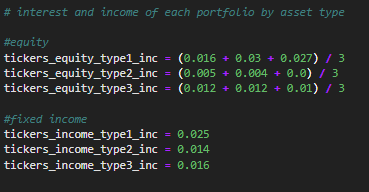 # interest and income of each portfolio by asset type
#equity
tickers_equity_type1_inc = (0.016 + 0.03 + 0.027) / 3
tickers_equity_type2_inc = (0.005 + 0.004 + 0.0) / 3
tickers_equity_type3_inc = (0.012 + 0.012 + 0.01) / 3
#fixed income
tickers_income_type1_inc = 0.025
tickers_income_type2_inc = 0.014
tickers_income_type3_inc = 0.016